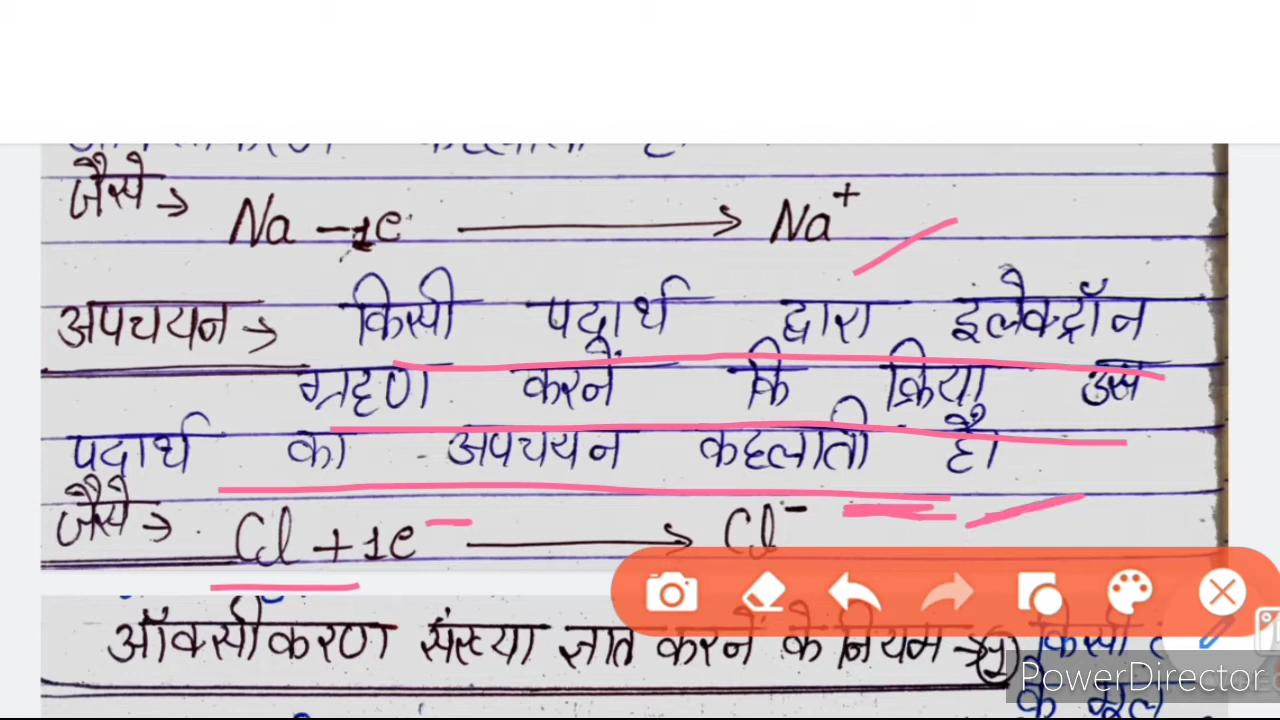 कहलाता है।
जैसे→ Na –1e ⟶ Na⁺
अपचयन→ किसी पदार्थ द्वारा इलैक्ट्रॉन
ग्रहण करनें कि क्रिया उस
पदार्थ का अपचयन कहलाती है।
जैसै→ Cl + 1e ⟶ Cl⁻
ऑक्सीकरण संख्या ज्ञात करनें के नियम→ (1) किसी
के मूल
PowerDirector